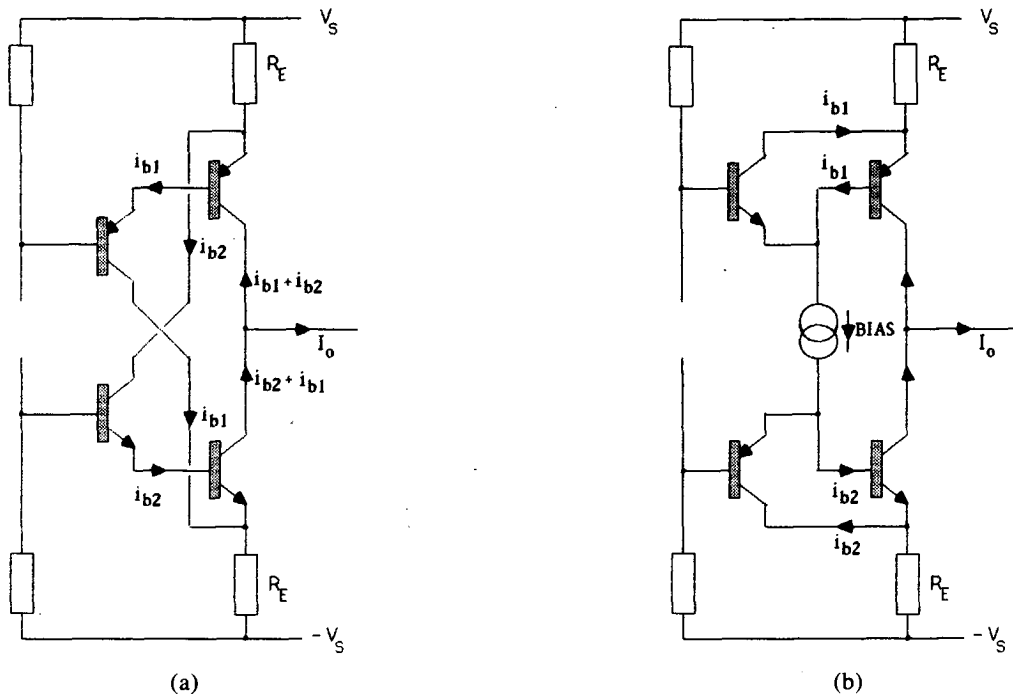 V_S
R_E
i_b1
i_b2
i_b1 + i_b2
I_o
i_b2 + i_b1
i_b1
i_b2
R_E
-V_S
(a)
V_S
R_E
i_b1
i_b1
BIAS
I_o
i_b2
i_b2
R_E
-V_S
(b)